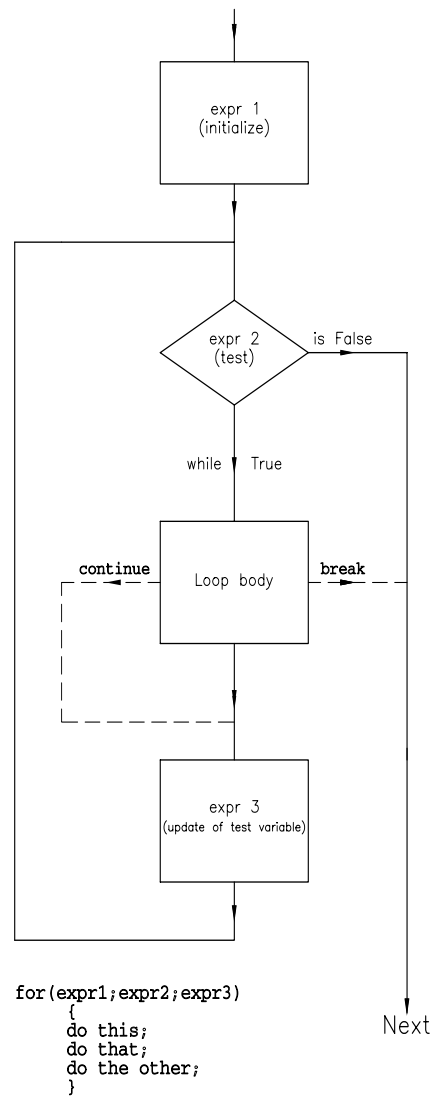 expr 1
(initialize)
expr 2
(test)
is False
while True
continue
Loop body
break
expr 3
(update of test variable)
for(expr1;expr2;expr3)
{
do this;
do that;
do the other;
}
Next